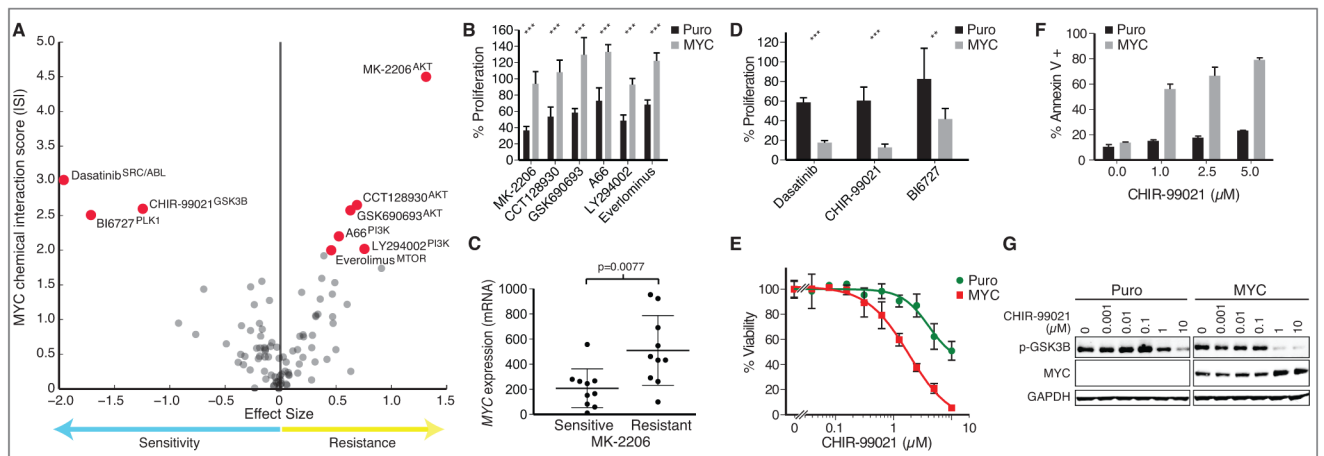 A
MYC chemical interaction score (ISI)
5.0
4.5
4.0
3.5
3.0
2.5
2.0
1.5
1.0
0.5
0
-2.0
-1.5
-1.0
-0.5
0
0.5
1.0
1.5
Effect Size
Sensitivity
Resistance
MK-2206 AKT
Dasatinib SRC/ABL
CHIR-99021 GSK3B
BI6727 PLK1
CCT128930 AKT
GSK690693 AKT
A66 PI3K
LY294002 PI3K
Everolimus MTOR
B
Puro
MYC
*** *** *** *** *** ***
% Proliferation
160
140
120
100
80
60
40
20
0
MK-2206
CCT128930
GSK690693
A66
LY294002
Everlominus
C
p=0.0077
MYC expression (mRNA)
1000
800
600
400
200
0
Sensitive
Resistant
MK-2206
D
Puro
MYC
*** *** **
% Proliferation
120
100
80
60
40
20
0
Dasatinib
CHIR-99021
BI6727
E
Puro
MYC
% Viability
120
100
80
60
40
20
0
0
0.1
1
10
CHIR-99021 (μM)
F
Puro
MYC
% Annexin V +
100
80
60
40
20
0
0.0
1.0
2.5
5.0
CHIR-99021 (μM)
G
Puro
MYC
CHIR-99021
(μM)
0
0.001
0.01
0.1
1
10
0
0.001
0.01
0.1
1
10
p-GSK3B
MYC
GAPDH